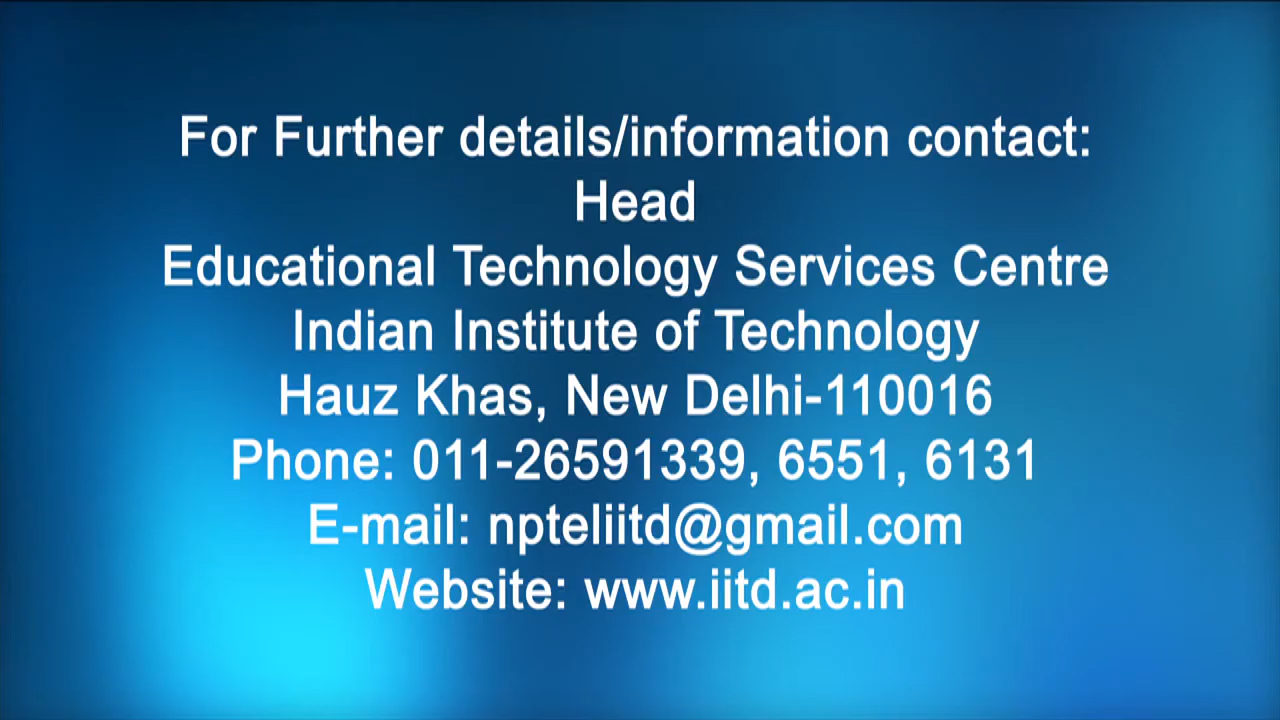 For Further details/information contact:
Head
Educational Technology Services Centre
Indian Institute of Technology
Hauz Khas, New Delhi-110016
Phone: 011-26591339, 6551, 6131
E-mail: npteliitd@gmail.com
Website: www.iitd.ac.in